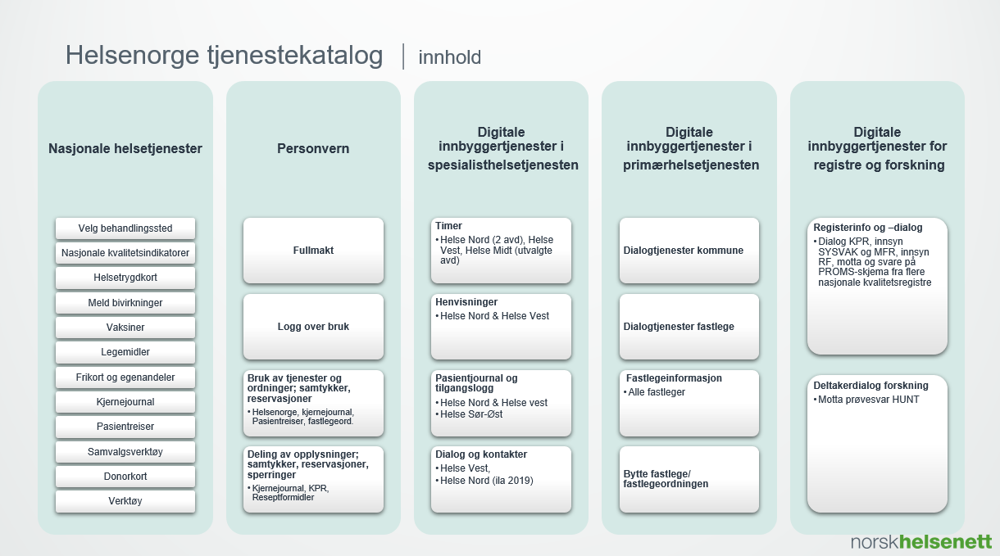 Helsenorge tjenestekatalog | innhold
Nasjonale helsetjenester
Velg behandlingssted
Nasjonale kvalitetsindikatorer
Helsetrygdkort
Meld bivirkninger
Vaksiner
Legemidler
Frikort og egenandeler
Kjernejournal
Pasientreiser
Samvalgsverktøy
Donorkort
Verktøy
Personvern
Fullmakt
Logg over bruk
Bruk av tjenester og
ordninger; samtykker,
reservasjoner
• Helsenorge, kjernejournal,
Pasientreiser, fastlegeord.
Deling av opplysninger;
samtykker, reservasjoner,
sperringer
• Kjernejournal, KPR,
Reseptformidler
Digitale
innbyggertjenester i
spesialisthelsetjenesten
Timer
• Helse Nord (2 avd), Helse
Vest, Helse Midt (utvalgte
avd)
Henvisninger
• Helse Nord & Helse Vest
Pasientjournal og
tilgangslogg
• Helse Nord & Helse vest
• Helse Sør-Øst
Dialog og kontakter
• Helse Vest,
• Helse Nord (ila 2019)
Digitale
innbyggertjenester i
primærhelsetjenesten
Dialogtjenester kommune
Dialogtjenester fastlege
Fastlegeinformasjon
• Alle fastleger
Bytte fastlege/
fastlegeordningen
Digitale
innbyggertjenester for
registre og forskning
Registerinfo og –dialog
• Dialog KPR, innsyn
SYSVAK og MFR, innsyn
RF, motta og svare på
PROMS-skjema fra flere
nasjonale kvalitetsregistre
Deltakerdialog forskning
• Motta prøvesvar HUNT
norskhelsenett